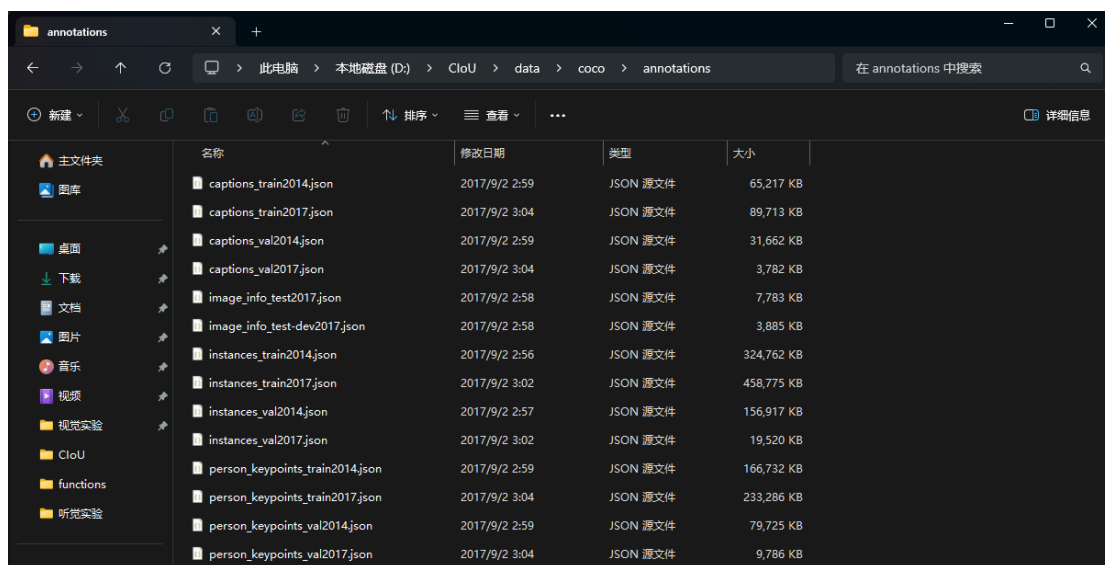 annotations
此电脑 > 本地磁盘 (D:) > CIoU > data > coco > annotations
在 annotations 中搜索
新建
排序
查看
详细信息
主文件夹
图库
桌面
下载
文档
图片
音乐
视频
视觉实验
CIoU
functions
听觉实验
名称 修改日期 类型 大小
captions_train2014.json 2017/9/2 2:59 JSON 源文件 65,217 KB
captions_train2017.json 2017/9/2 3:04 JSON 源文件 89,713 KB
captions_val2014.json 2017/9/2 2:59 JSON 源文件 31,662 KB
captions_val2017.json 2017/9/2 3:04 JSON 源文件 3,782 KB
image_info_test2017.json 2017/9/2 2:58 JSON 源文件 7,783 KB
image_info_test-dev2017.json 2017/9/2 2:58 JSON 源文件 3,885 KB
instances_train2014.json 2017/9/2 2:56 JSON 源文件 324,762 KB
instances_train2017.json 2017/9/2 3:02 JSON 源文件 458,775 KB
instances_val2014.json 2017/9/2 2:57 JSON 源文件 156,917 KB
instances_val2017.json 2017/9/2 3:02 JSON 源文件 19,520 KB
person_keypoints_train2014.json 2017/9/2 2:59 JSON 源文件 166,732 KB
person_keypoints_train2017.json 2017/9/2 3:04 JSON 源文件 233,286 KB
person_keypoints_val2014.json 2017/9/2 2:59 JSON 源文件 79,725 KB
person_keypoints_val2017.json 2017/9/2 3:04 JSON 源文件 9,786 KB